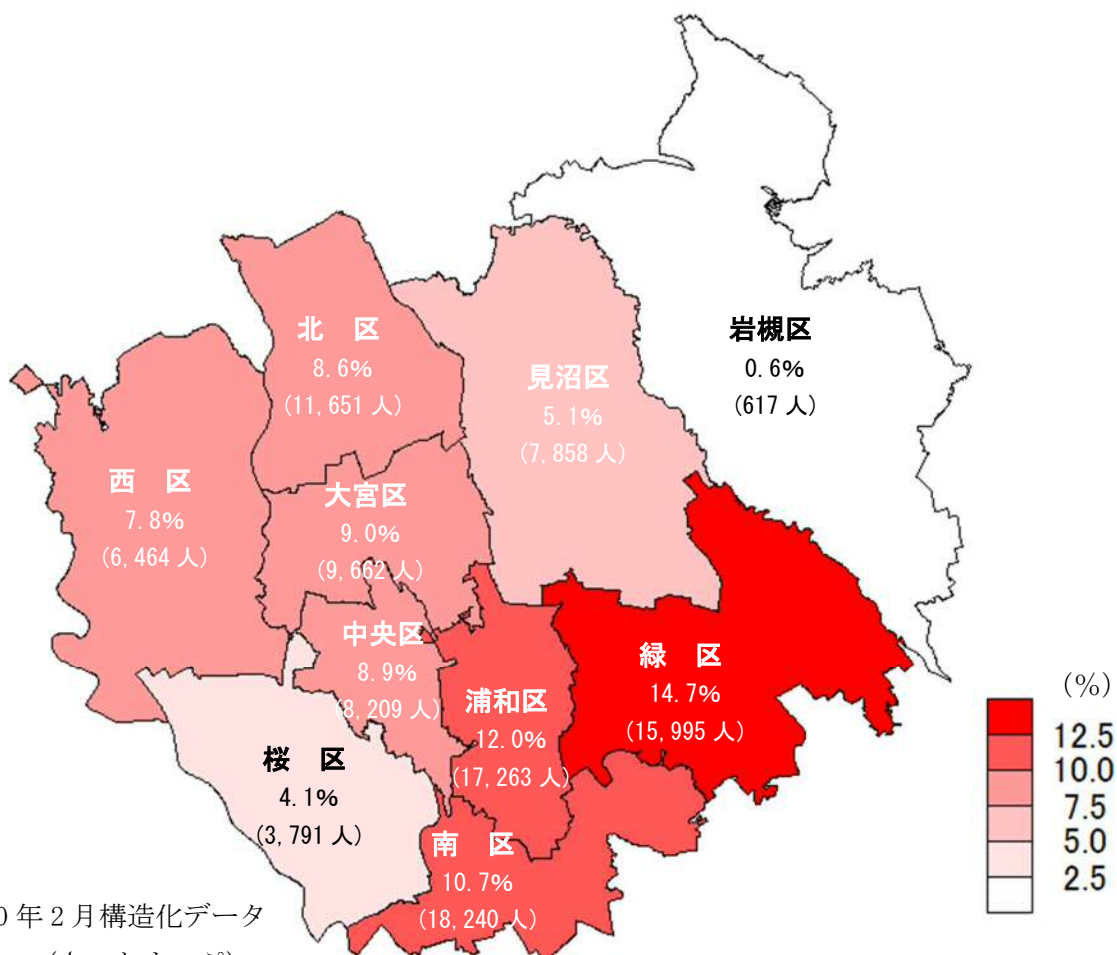 北 区
8.6%
(11,651 人)
岩槻区
0.6%
(617 人)
見沼区
5.1%
(7,858 人)
西 区
7.8%
(6,464 人)
大宮区
9.0%
(9,662 人)
中央区
8.9%
(8,209 人)
緑 区
14.7%
(15,995 人)
浦和区
12.0%
(17,263 人)
桜 区
4.1%
(3,791 人)
南 区
10.7%
(18,240 人)
(%)
12.5
10.0
7.5
5.0
2.5
年 2 月構造化データ